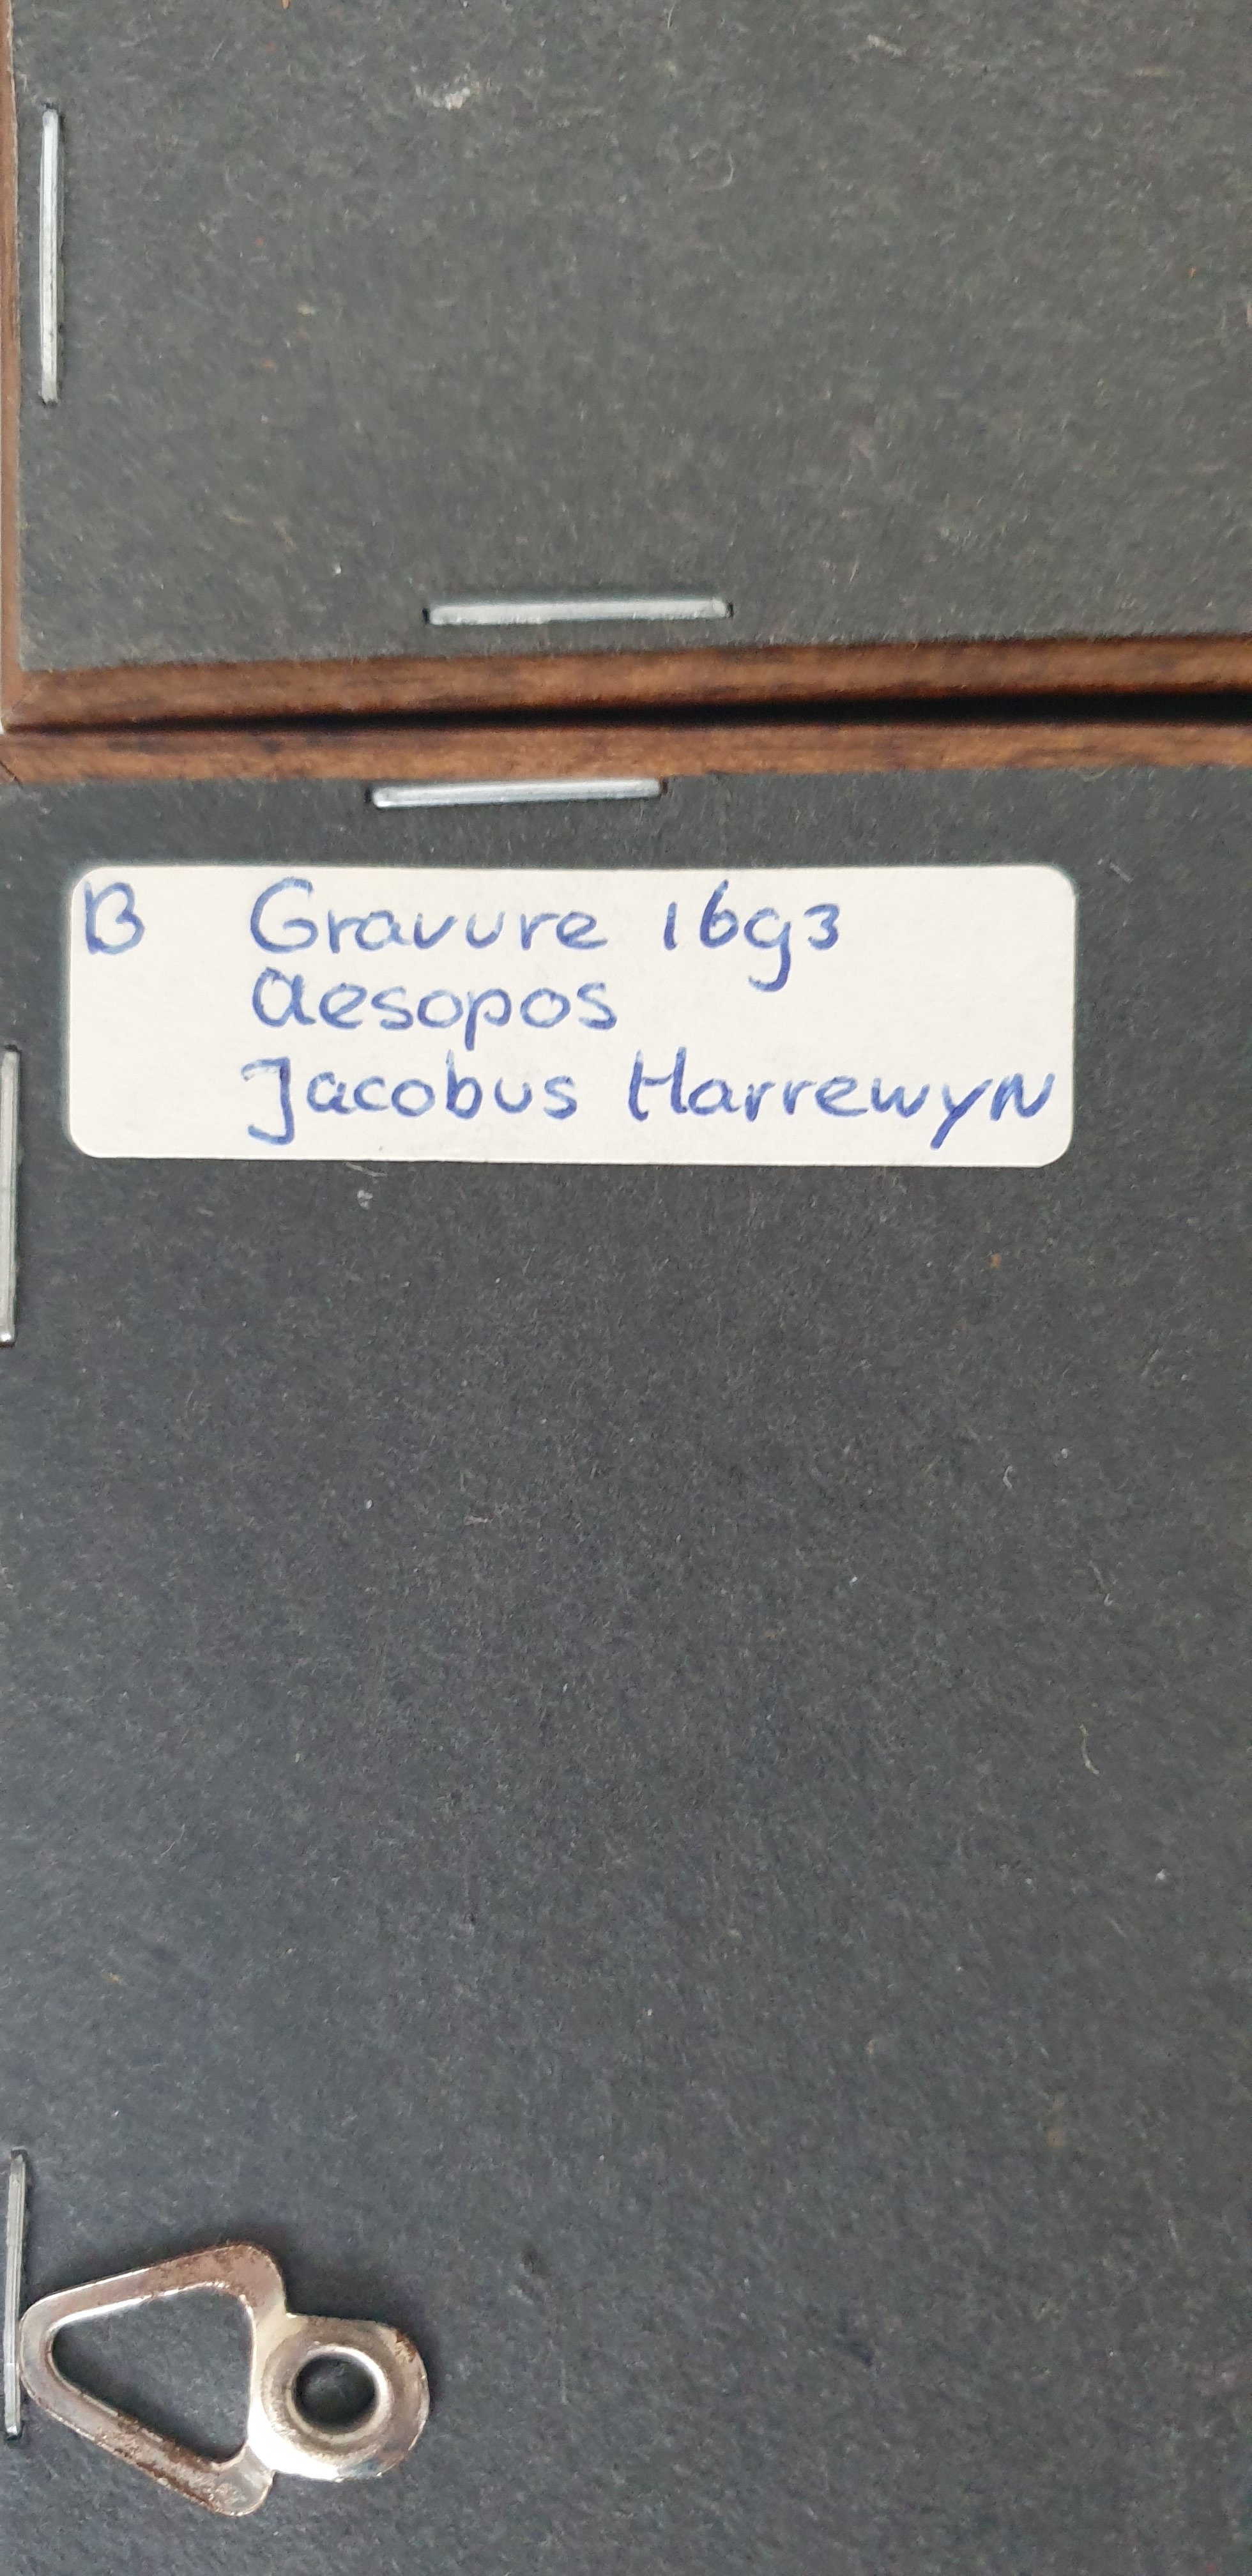 B Gravure 1693
Aesopos
Jacobus Harrewyn